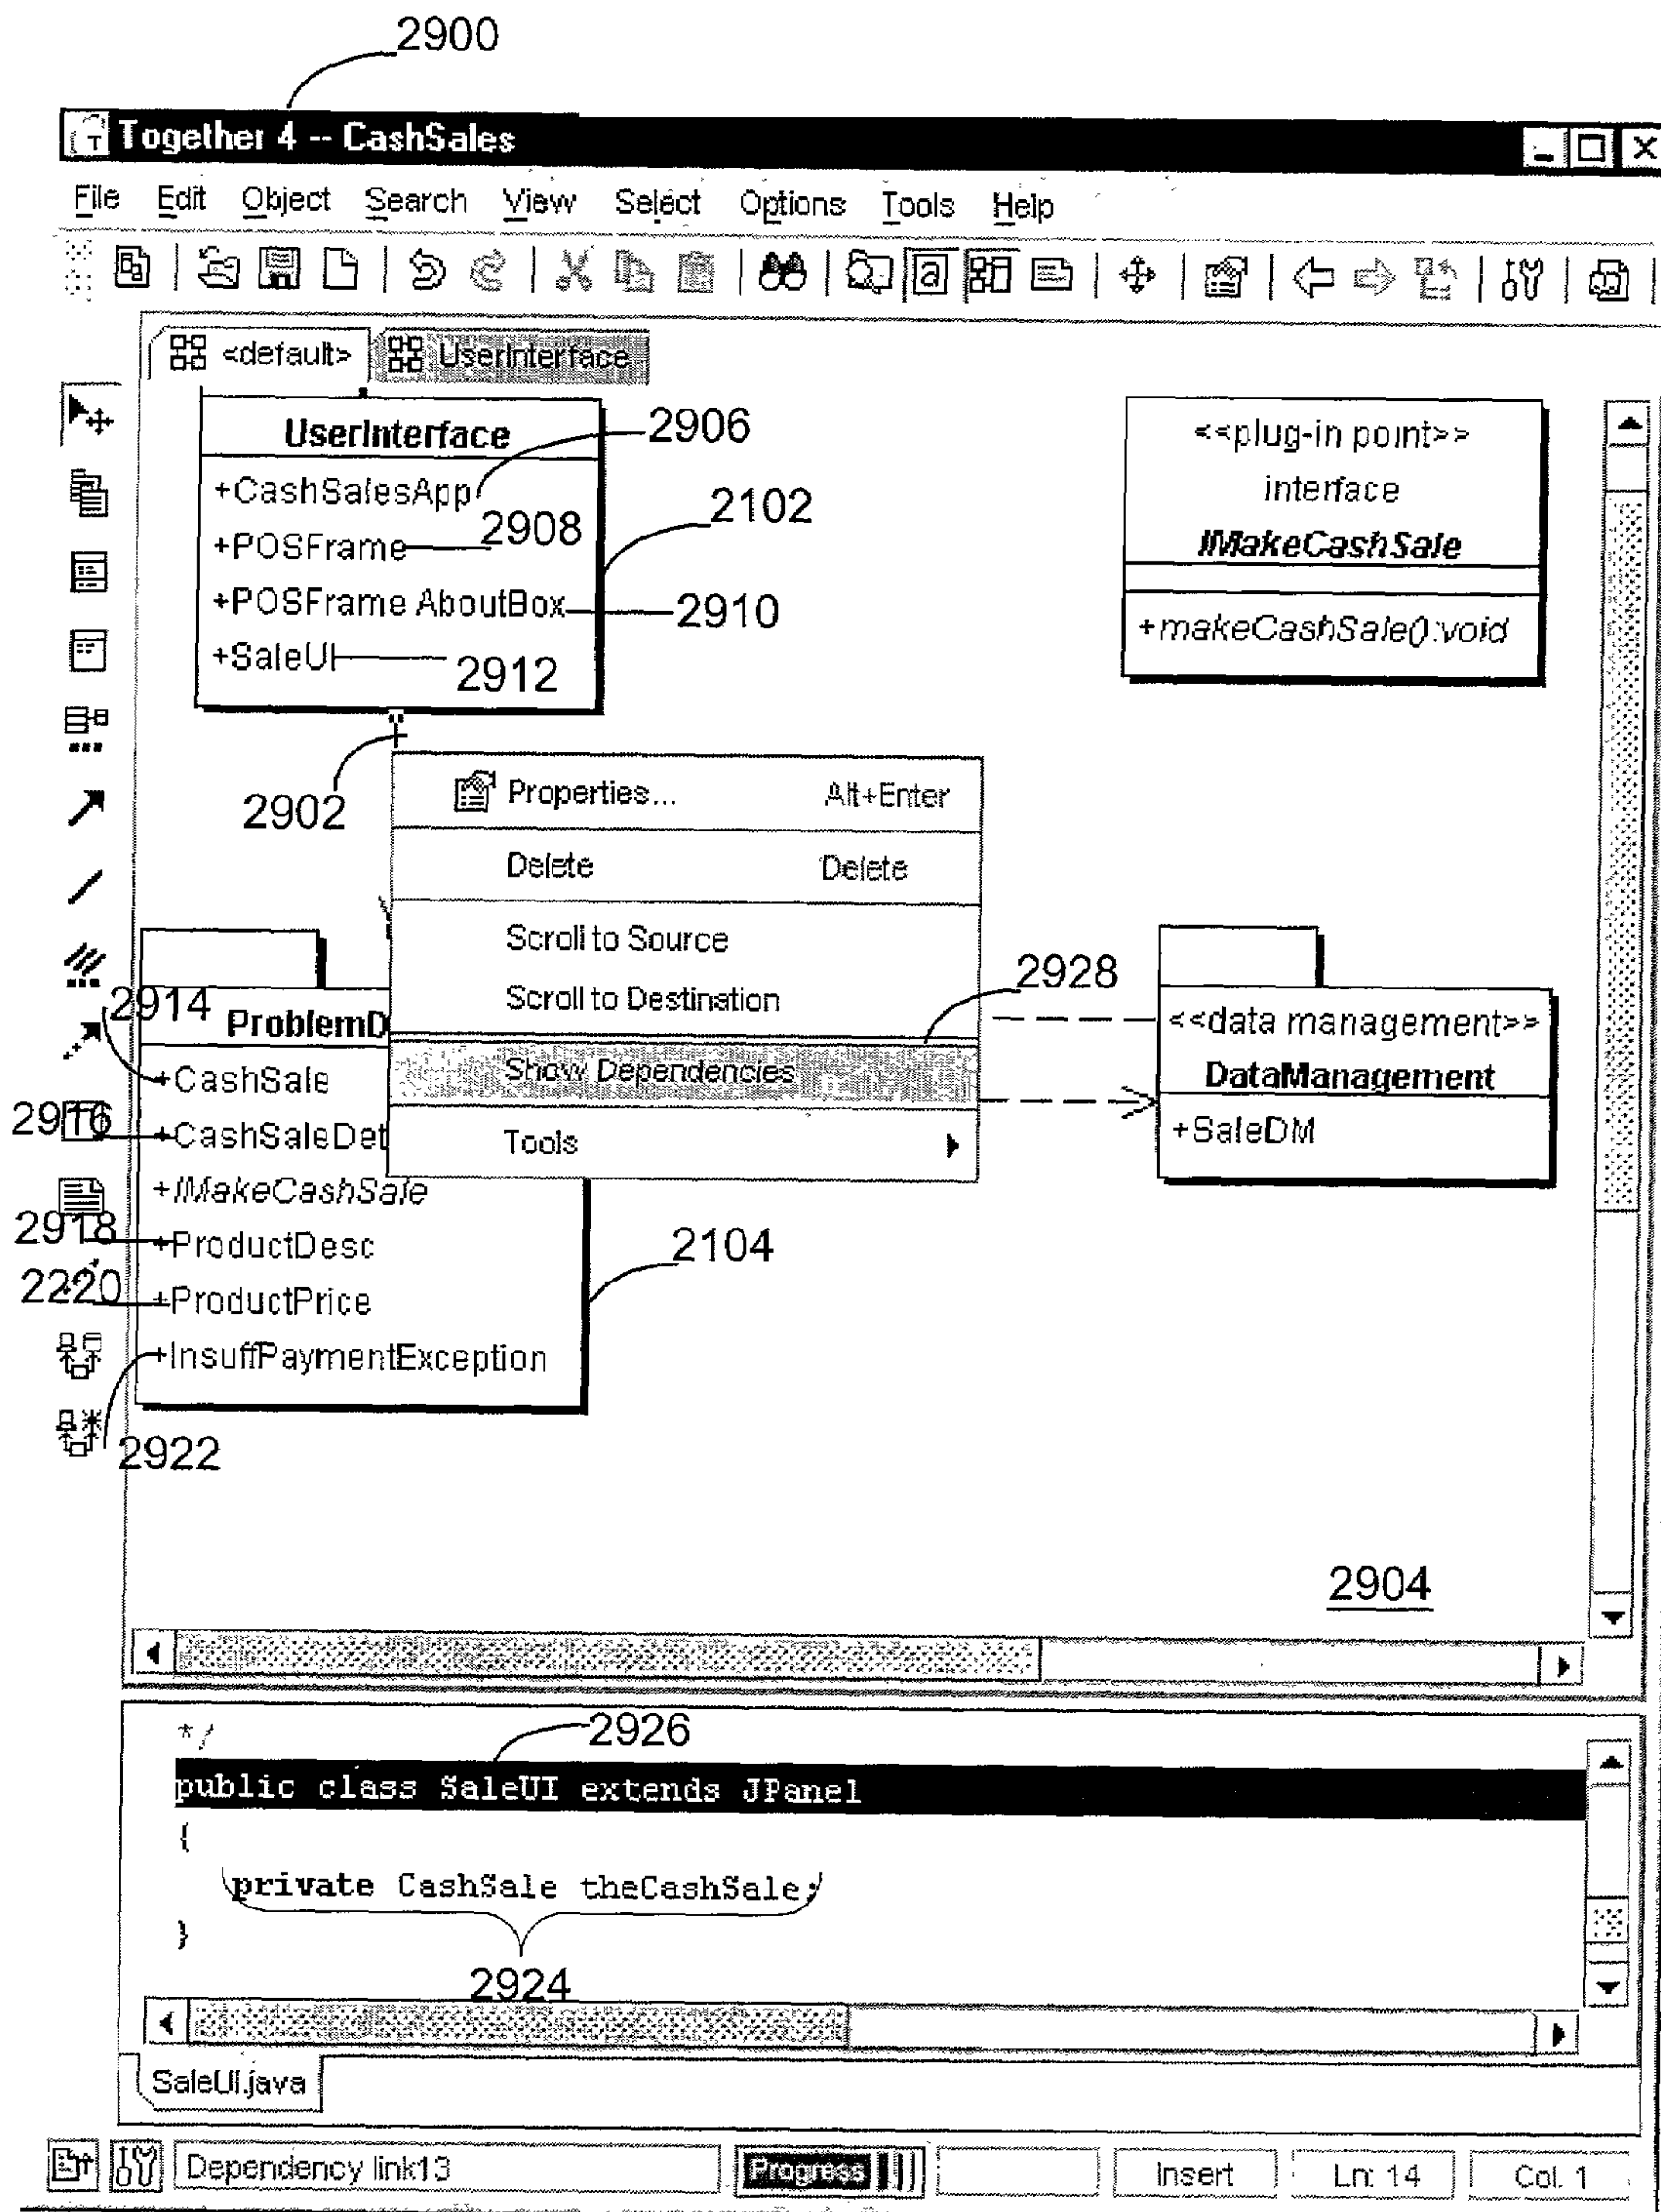 2900
Together 4 -- CashSales
File Edit Object Search View Select Options Tools Help
<default> UserInterface
UserInterface
2906
+CashSalesApp
2102
+POSFrame
2908
+POSFrame AboutBox
2910
+SaleUI
2912
<<plug-in point>>
interface
IMakeCashSale
+makeCashSale():void
2902
Properties... Alt+Enter
Delete Delete
Scroll to Source
Scroll to Destination
2928
Show Dependencies
Tools
2914
ProblemD
+CashSale
2916
+CashSaleDet
+IMakeCashSale
2918
+ProductDesc
2104
2220
+ProductPrice
+InsuffPaymentException
2922
<<data management>>
DataManagement
+SaleDM
2904
*/
2926
public class SaleUI extends JPanel
{
private CashSale theCashSale;
}
2924
SaleUI.java
Dependency link13 Progress Insert Ln: 14 Col. 1